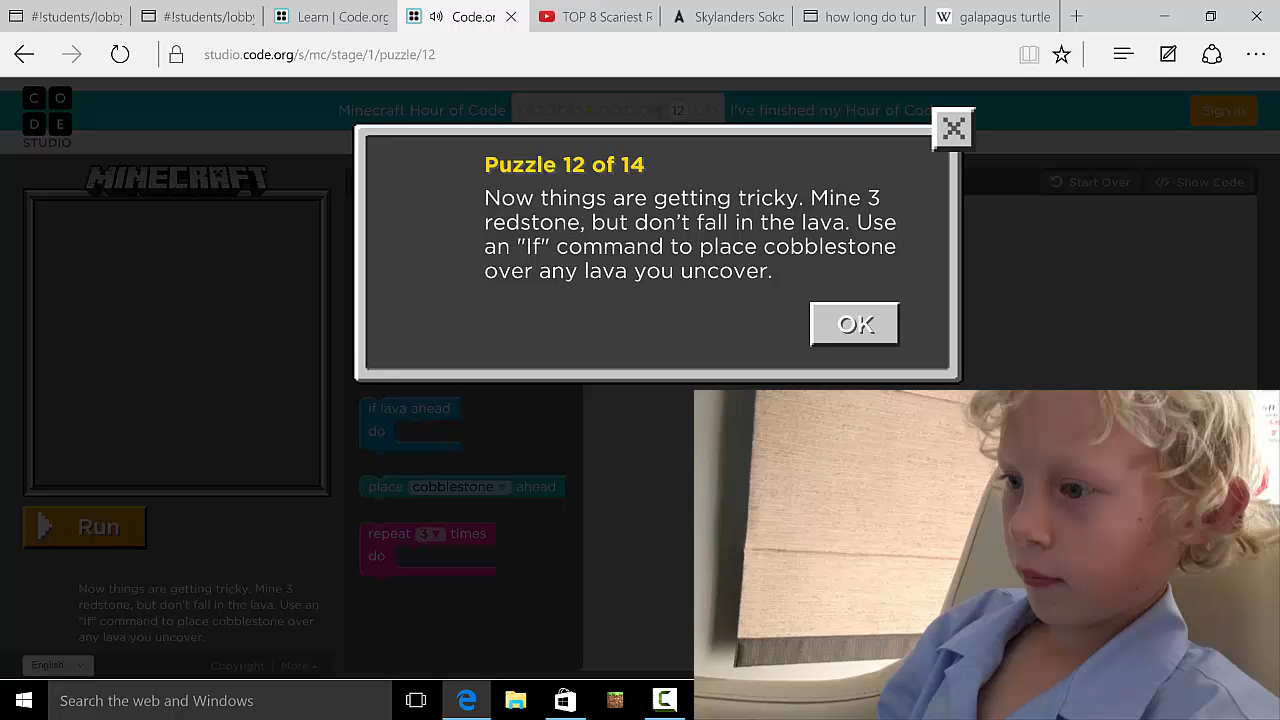 #!students/lobby
#!students/lobby
Learn | Code.org
Code.or
TOP 8 Scariest R
Skylanders Sokc
how long do tur
galapagus turtle
studio.code.org/s/mc/stage/1/puzzle/12
CODE
STUDIO
Minecraft Hour of Code
12
I've finished my Hour of Cod
Sign in
MINECRAFT
Start Over
</> Show Code
Puzzle 12 of 14
Now things are getting tricky. Mine 3
redstone, but don't fall in the lava. Use
an "If" command to place cobblestone
over any lava you uncover.
OK
if lava ahead
do
place cobblestone ahead
repeat 3 times
do
Run
Now things are getting tricky. Mine 3
redstone, but don't fall in the lava. Use an
"If" command to place cobblestone over
any lava you uncover.
English
Copyright
More
Search the web and Windows